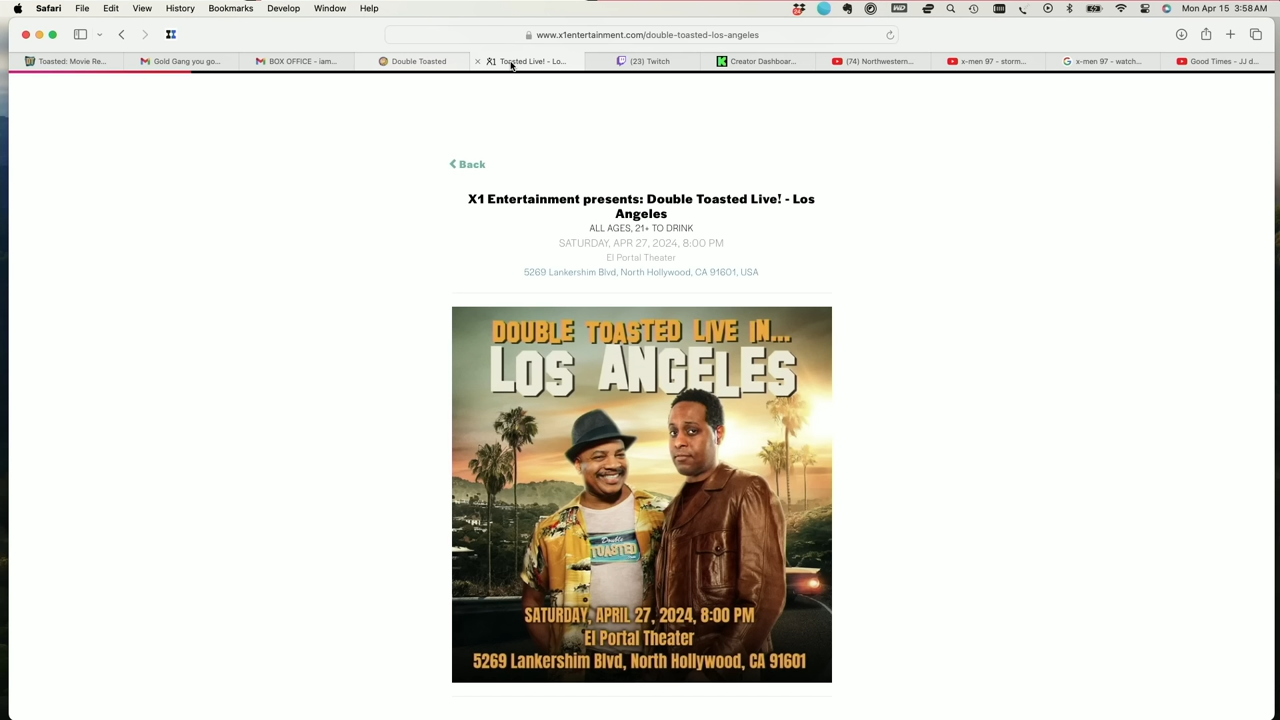 Safari File Edit View History Bookmarks Develop Window Help
Mon Apr 15 3:58 AM
www.x1entertainment.com/double-toasted-los-angeles
Toasted: Movie Re...
Gold Gang you go...
BOX OFFICE - iam...
Double Toasted
X1 Toasted Live! - Lo...
(23) Twitch
Creator Dashboar...
(74) Northwestern...
x-men 97 - storm...
x-men 97 - watch...
Good Times - JJ d...
Back
X1 Entertainment presents: Double Toasted Live! - Los
Angeles
ALL AGES, 21+ TO DRINK
SATURDAY, APR 27, 2024, 8:00 PM
El Portal Theater
5269 Lankershim Blvd, North Hollywood, CA 91601, USA
DOUBLE TOASTED LIVE IN...
LOS ANGELES
Double
TOASTED
SATURDAY, APRIL 27, 2024, 8:00 PM
El Portal Theater
5269 Lankershim Blvd, North Hollywood, CA 91601